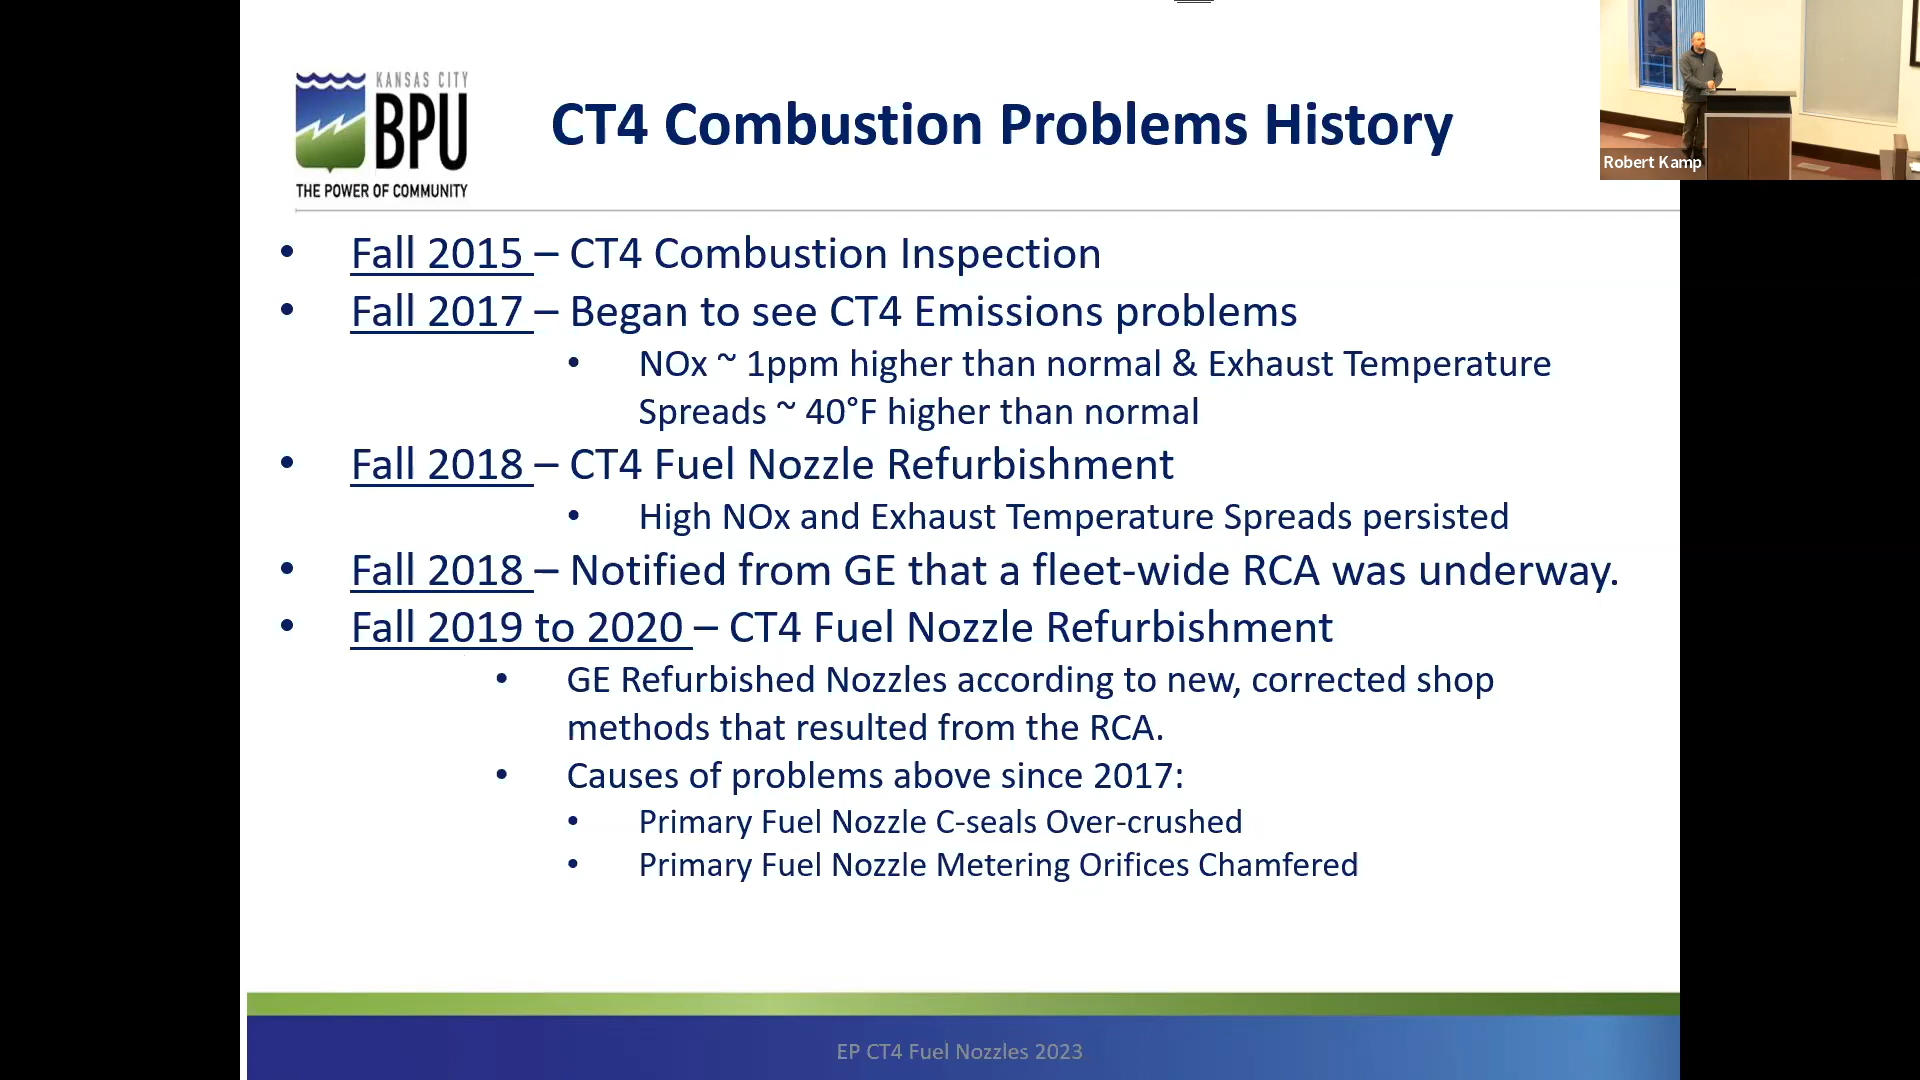 KANSAS CITY
BPU
THE POWER OF COMMUNITY
CT4 Combustion Problems History
Robert Kamp
• Fall 2015 – CT4 Combustion Inspection
• Fall 2017 – Began to see CT4 Emissions problems
• NOx ~ 1ppm higher than normal & Exhaust Temperature
Spreads ~ 40°F higher than normal
• Fall 2018 – CT4 Fuel Nozzle Refurbishment
• High NOx and Exhaust Temperature Spreads persisted
• Fall 2018 – Notified from GE that a fleet-wide RCA was underway.
• Fall 2019 to 2020 – CT4 Fuel Nozzle Refurbishment
• GE Refurbished Nozzles according to new, corrected shop
methods that resulted from the RCA.
• Causes of problems above since 2017:
• Primary Fuel Nozzle C-seals Over-crushed
• Primary Fuel Nozzle Metering Orifices Chamfered
EP CT4 Fuel Nozzles 2023